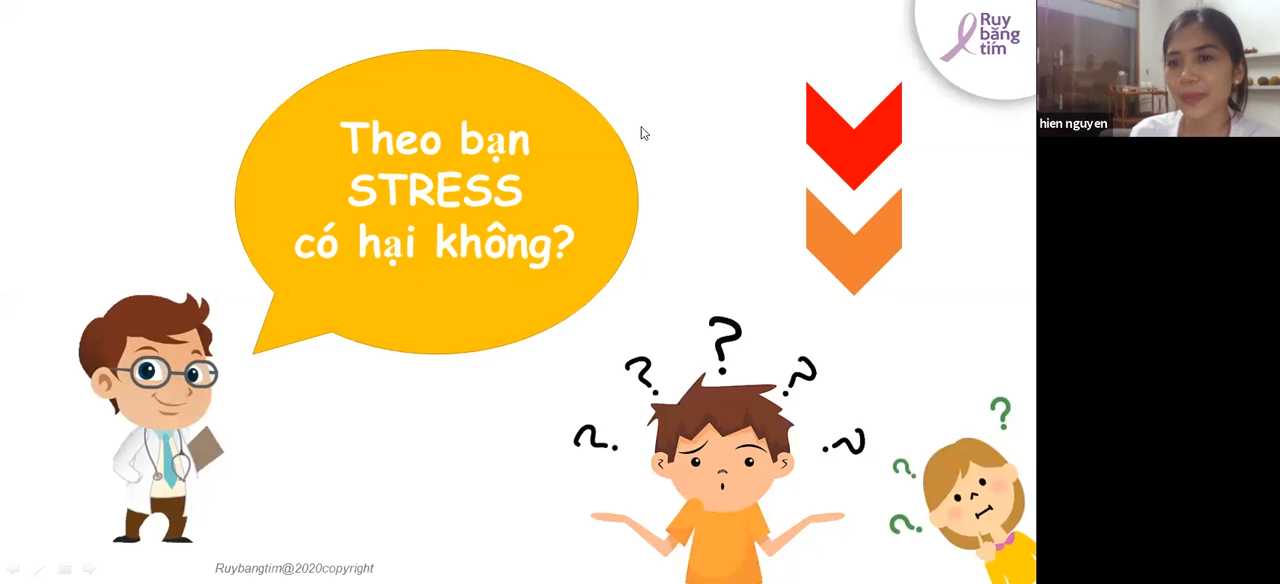 Theo bạn
STRESS
có hại không?
Ruy
băng
tím
hien nguyen
Ruybangtim@2020copyright